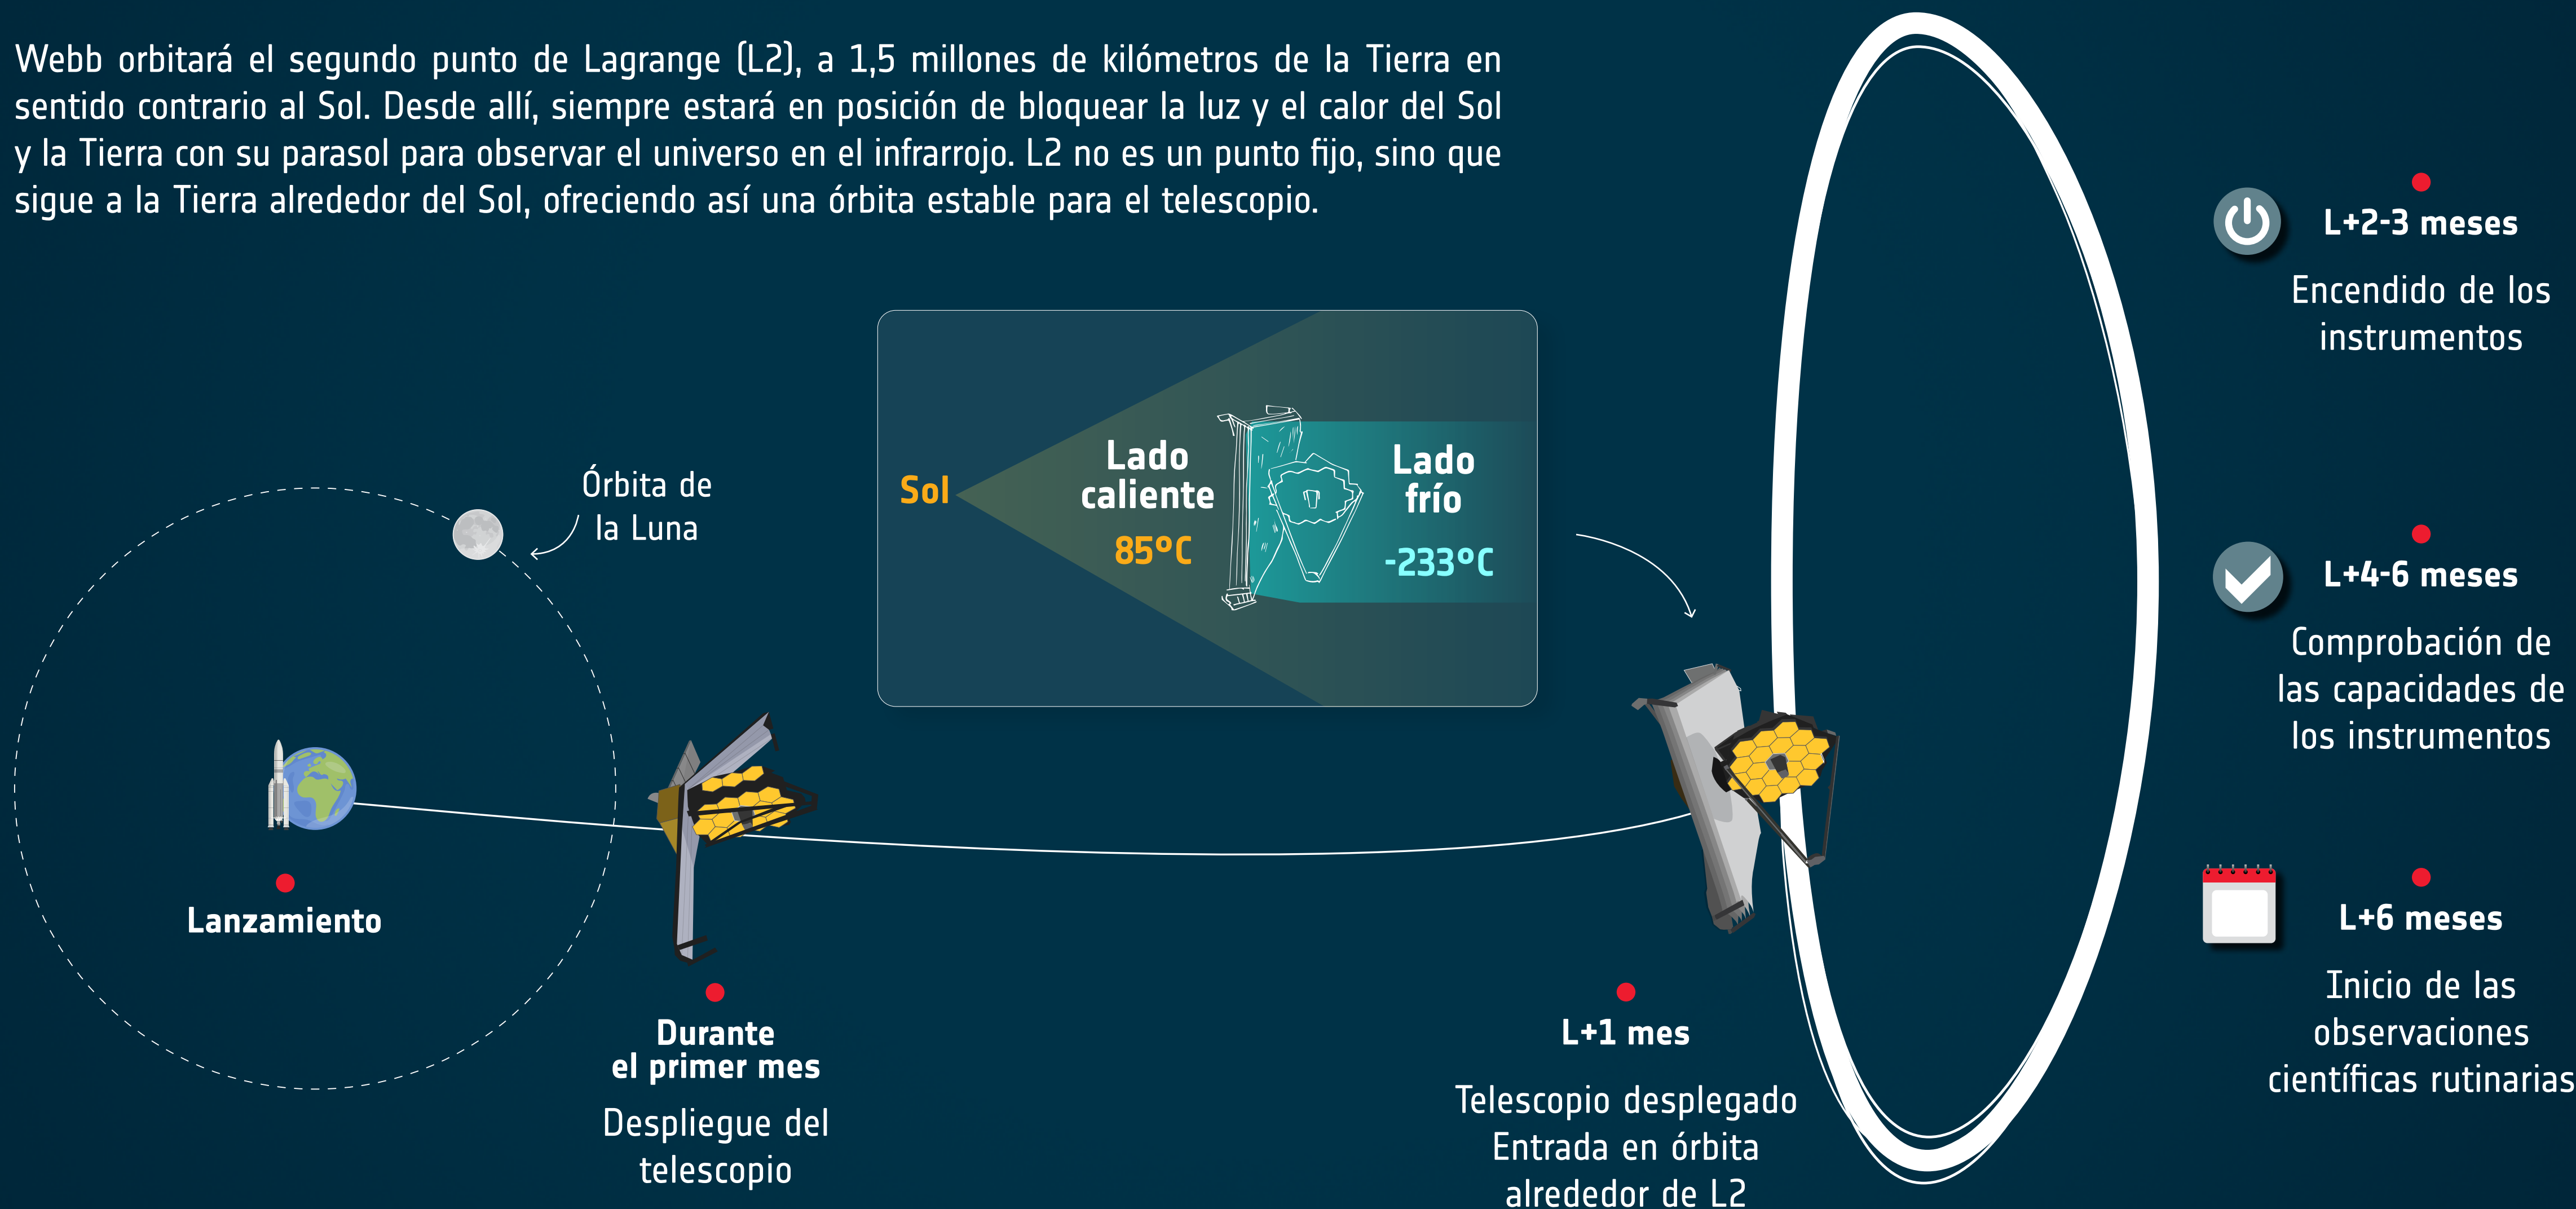 Webb orbitará el segundo punto de Lagrange (L2), a 1,5 millones de kilómetros de la Tierra en
sentido contrario al Sol. Desde allí, siempre estará en posición de bloquear la luz y el calor del Sol
y la Tierra con su parasol para observar el universo en el infrarrojo. L2 no es un punto fijo, sino que
sigue a la Tierra alrededor del Sol, ofreciendo así una órbita estable para el telescopio.
Órbita de
la Luna
Sol
Lado
caliente
85ºC
Lado
frío
-233ºC
Lanzamiento
Durante
el primer mes
Despliegue del
telescopio
L+1 mes
Telescopio desplegado
Entrada en órbita
alrededor de L2
L+2-3 meses
Encendido de los
instrumentos
L+4-6 meses
Comprobación de
las capacidades de
los instrumentos
L+6 meses
Inicio de las
observaciones
científicas rutinarias